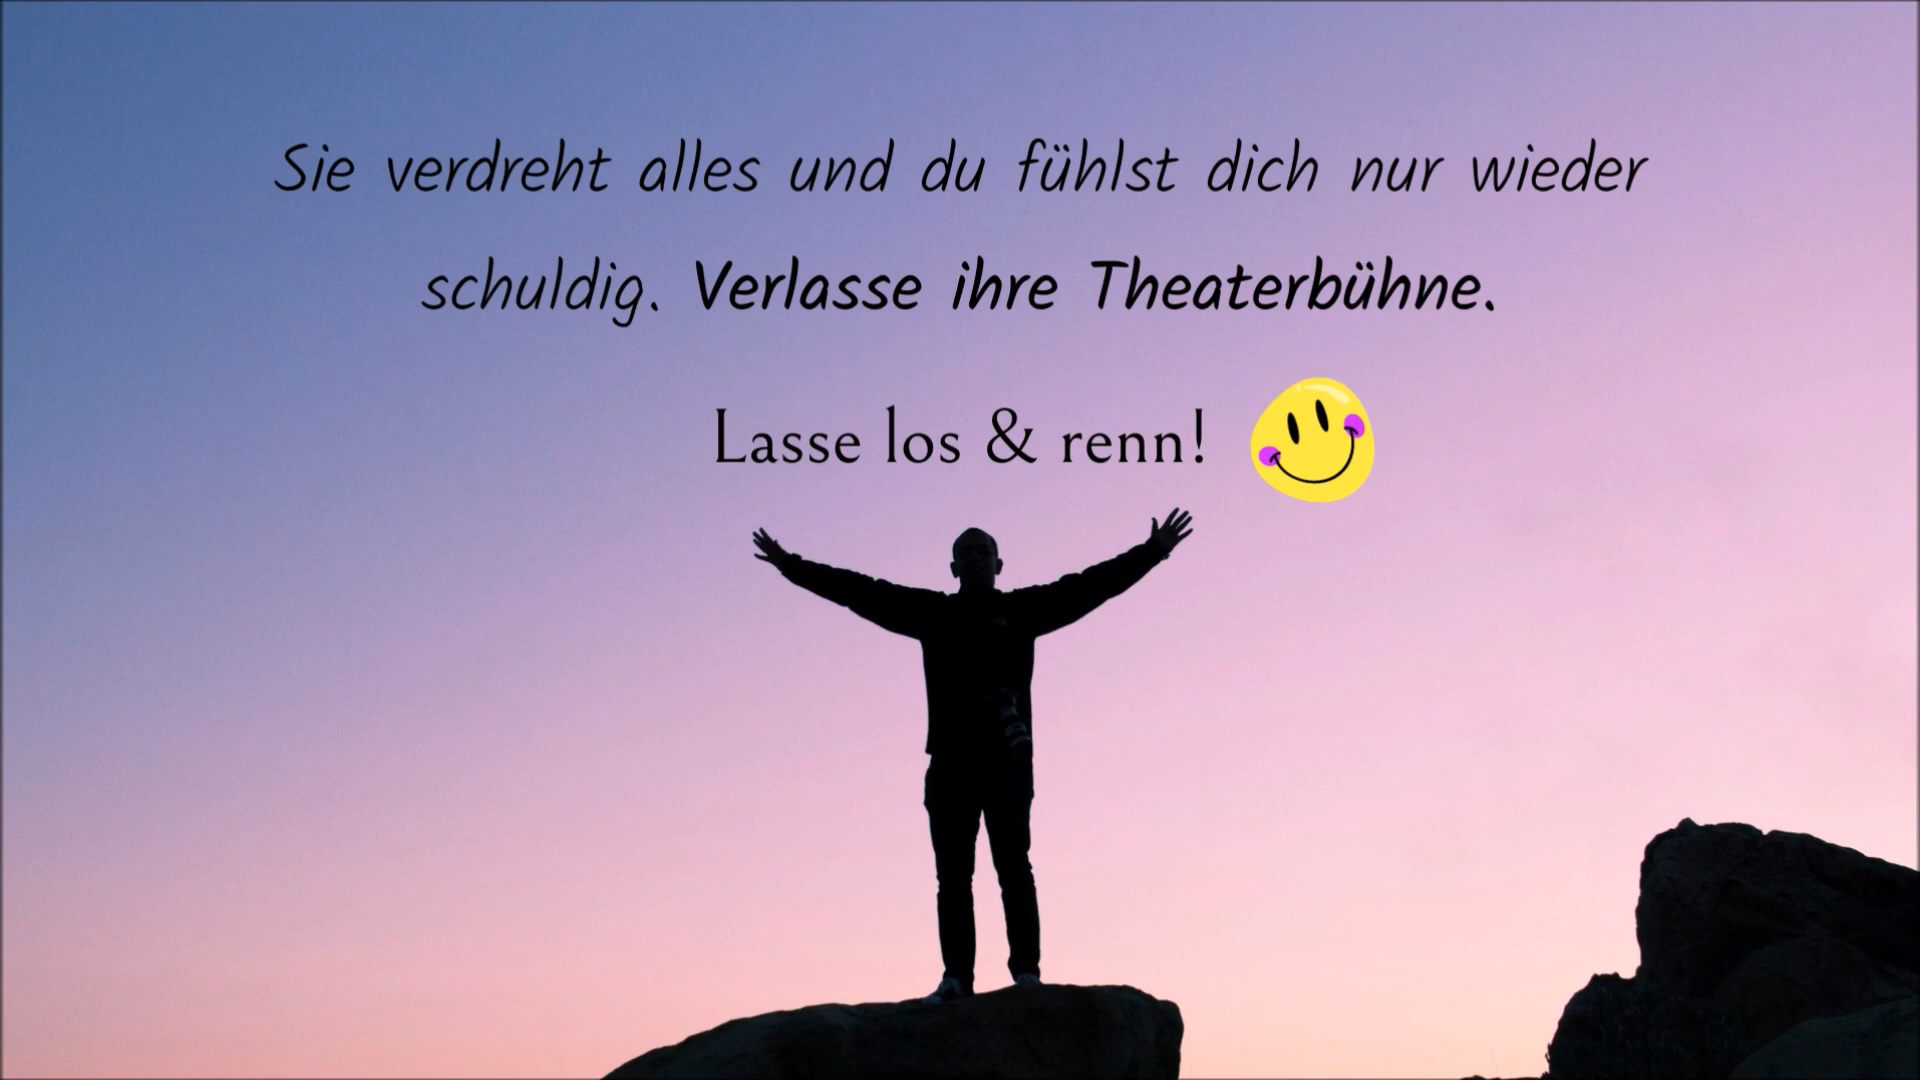 Sie verdreht alles und du fühlst dich nur wieder
schuldig. Verlasse ihre Theaterbühne.
Lasse los & renn!